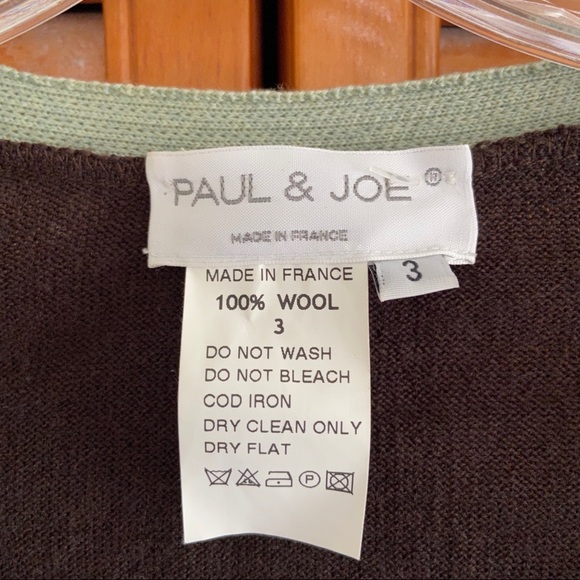 PAUL & JOE ®
MADE IN FRANCE
3
MADE IN FRANCE
100% WOOL
3
DO NOT WASH
DO NOT BLEACH
COD IRON
DRY CLEAN ONLY
DRY FLAT
P